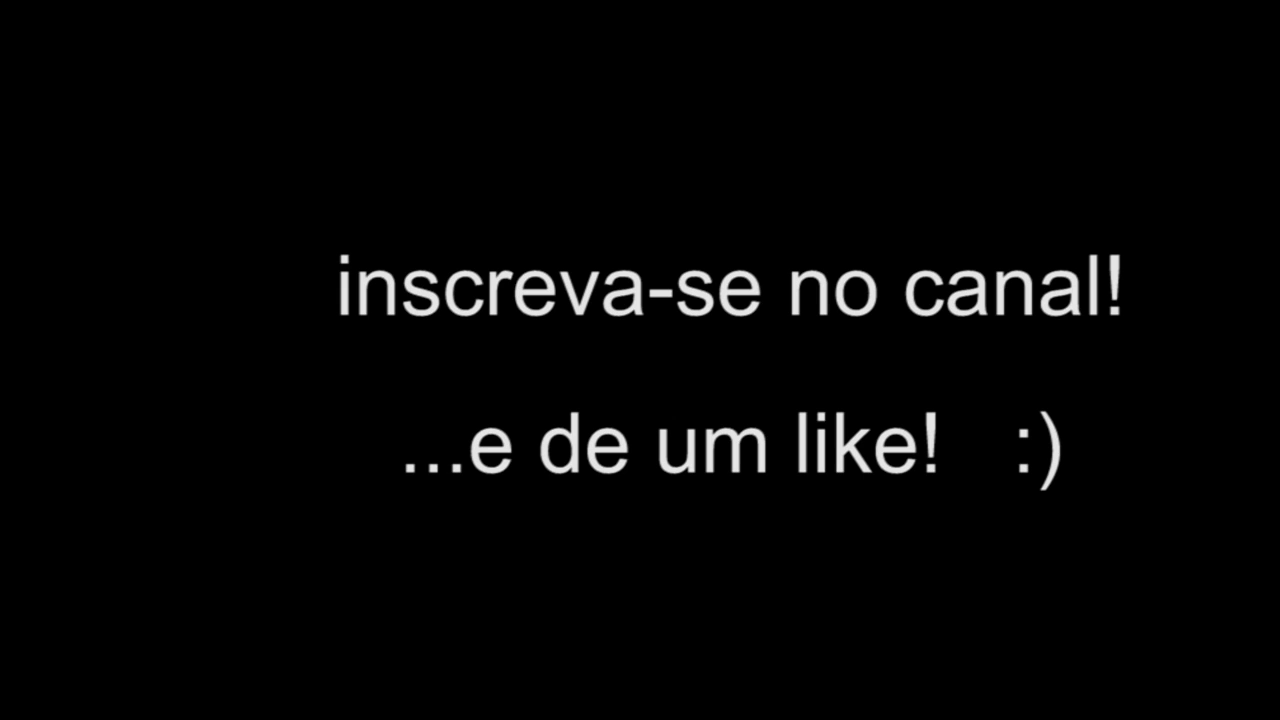 inscreva-se no canal!
...e de um like! :)